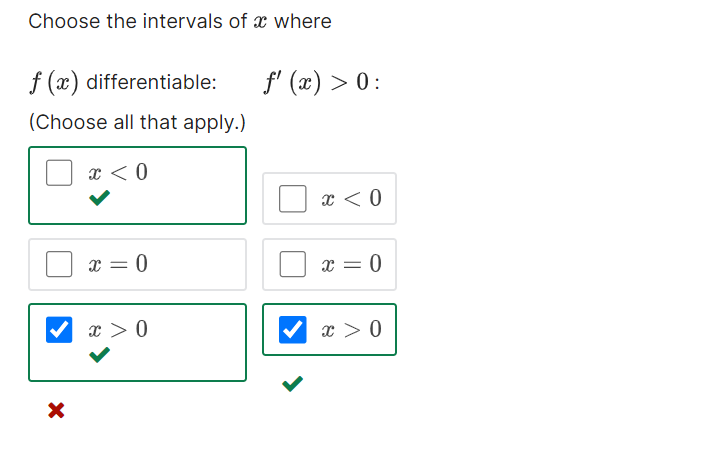 Choose the intervals of x where
f (x) differentiable: f′ (x) > 0 :
(Choose all that apply.)
x < 0
x < 0
x = 0
x = 0
x > 0
x > 0